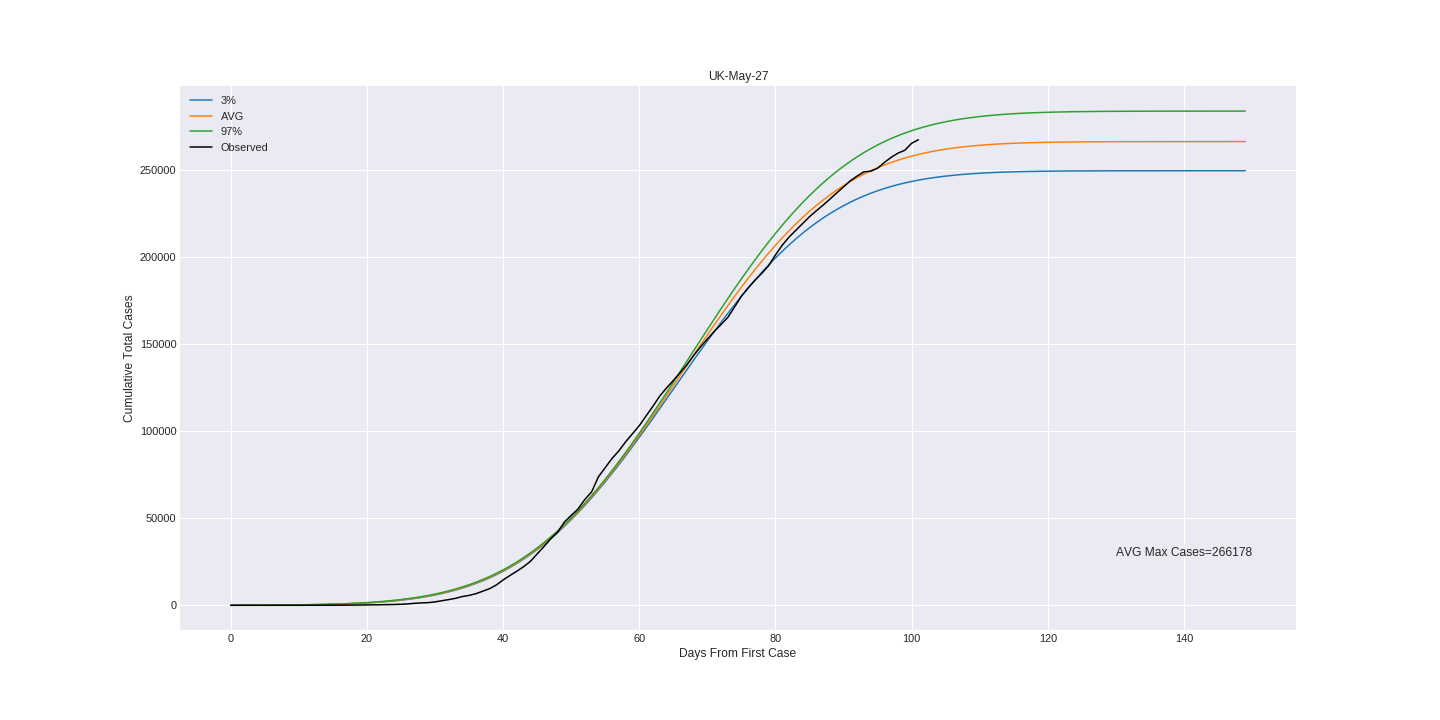 UK-May-27
3%
AVG
97%
Observed
250000
200000
150000
100000
50000
0
Cumulative Total Cases
AVG Max Cases=266178
0 20 40 60 80 100 120 140
Days From First Case